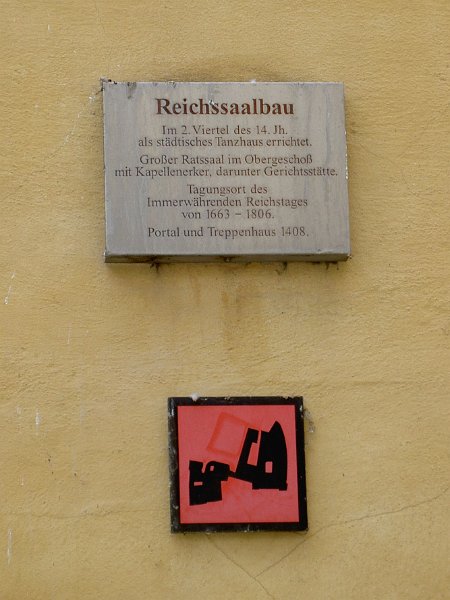 Reichssaalbau
Im 2. Viertel des 14. Jh.
als städtisches Tanzhaus errichtet.
Großer Ratssaal im Obergeschoß
mit Kapellenerker, darunter Gerichtsstätte.
Tagungsort des
Immerwährenden Reichstages
von 1663 – 1806.
Portal und Treppenhaus 1408.